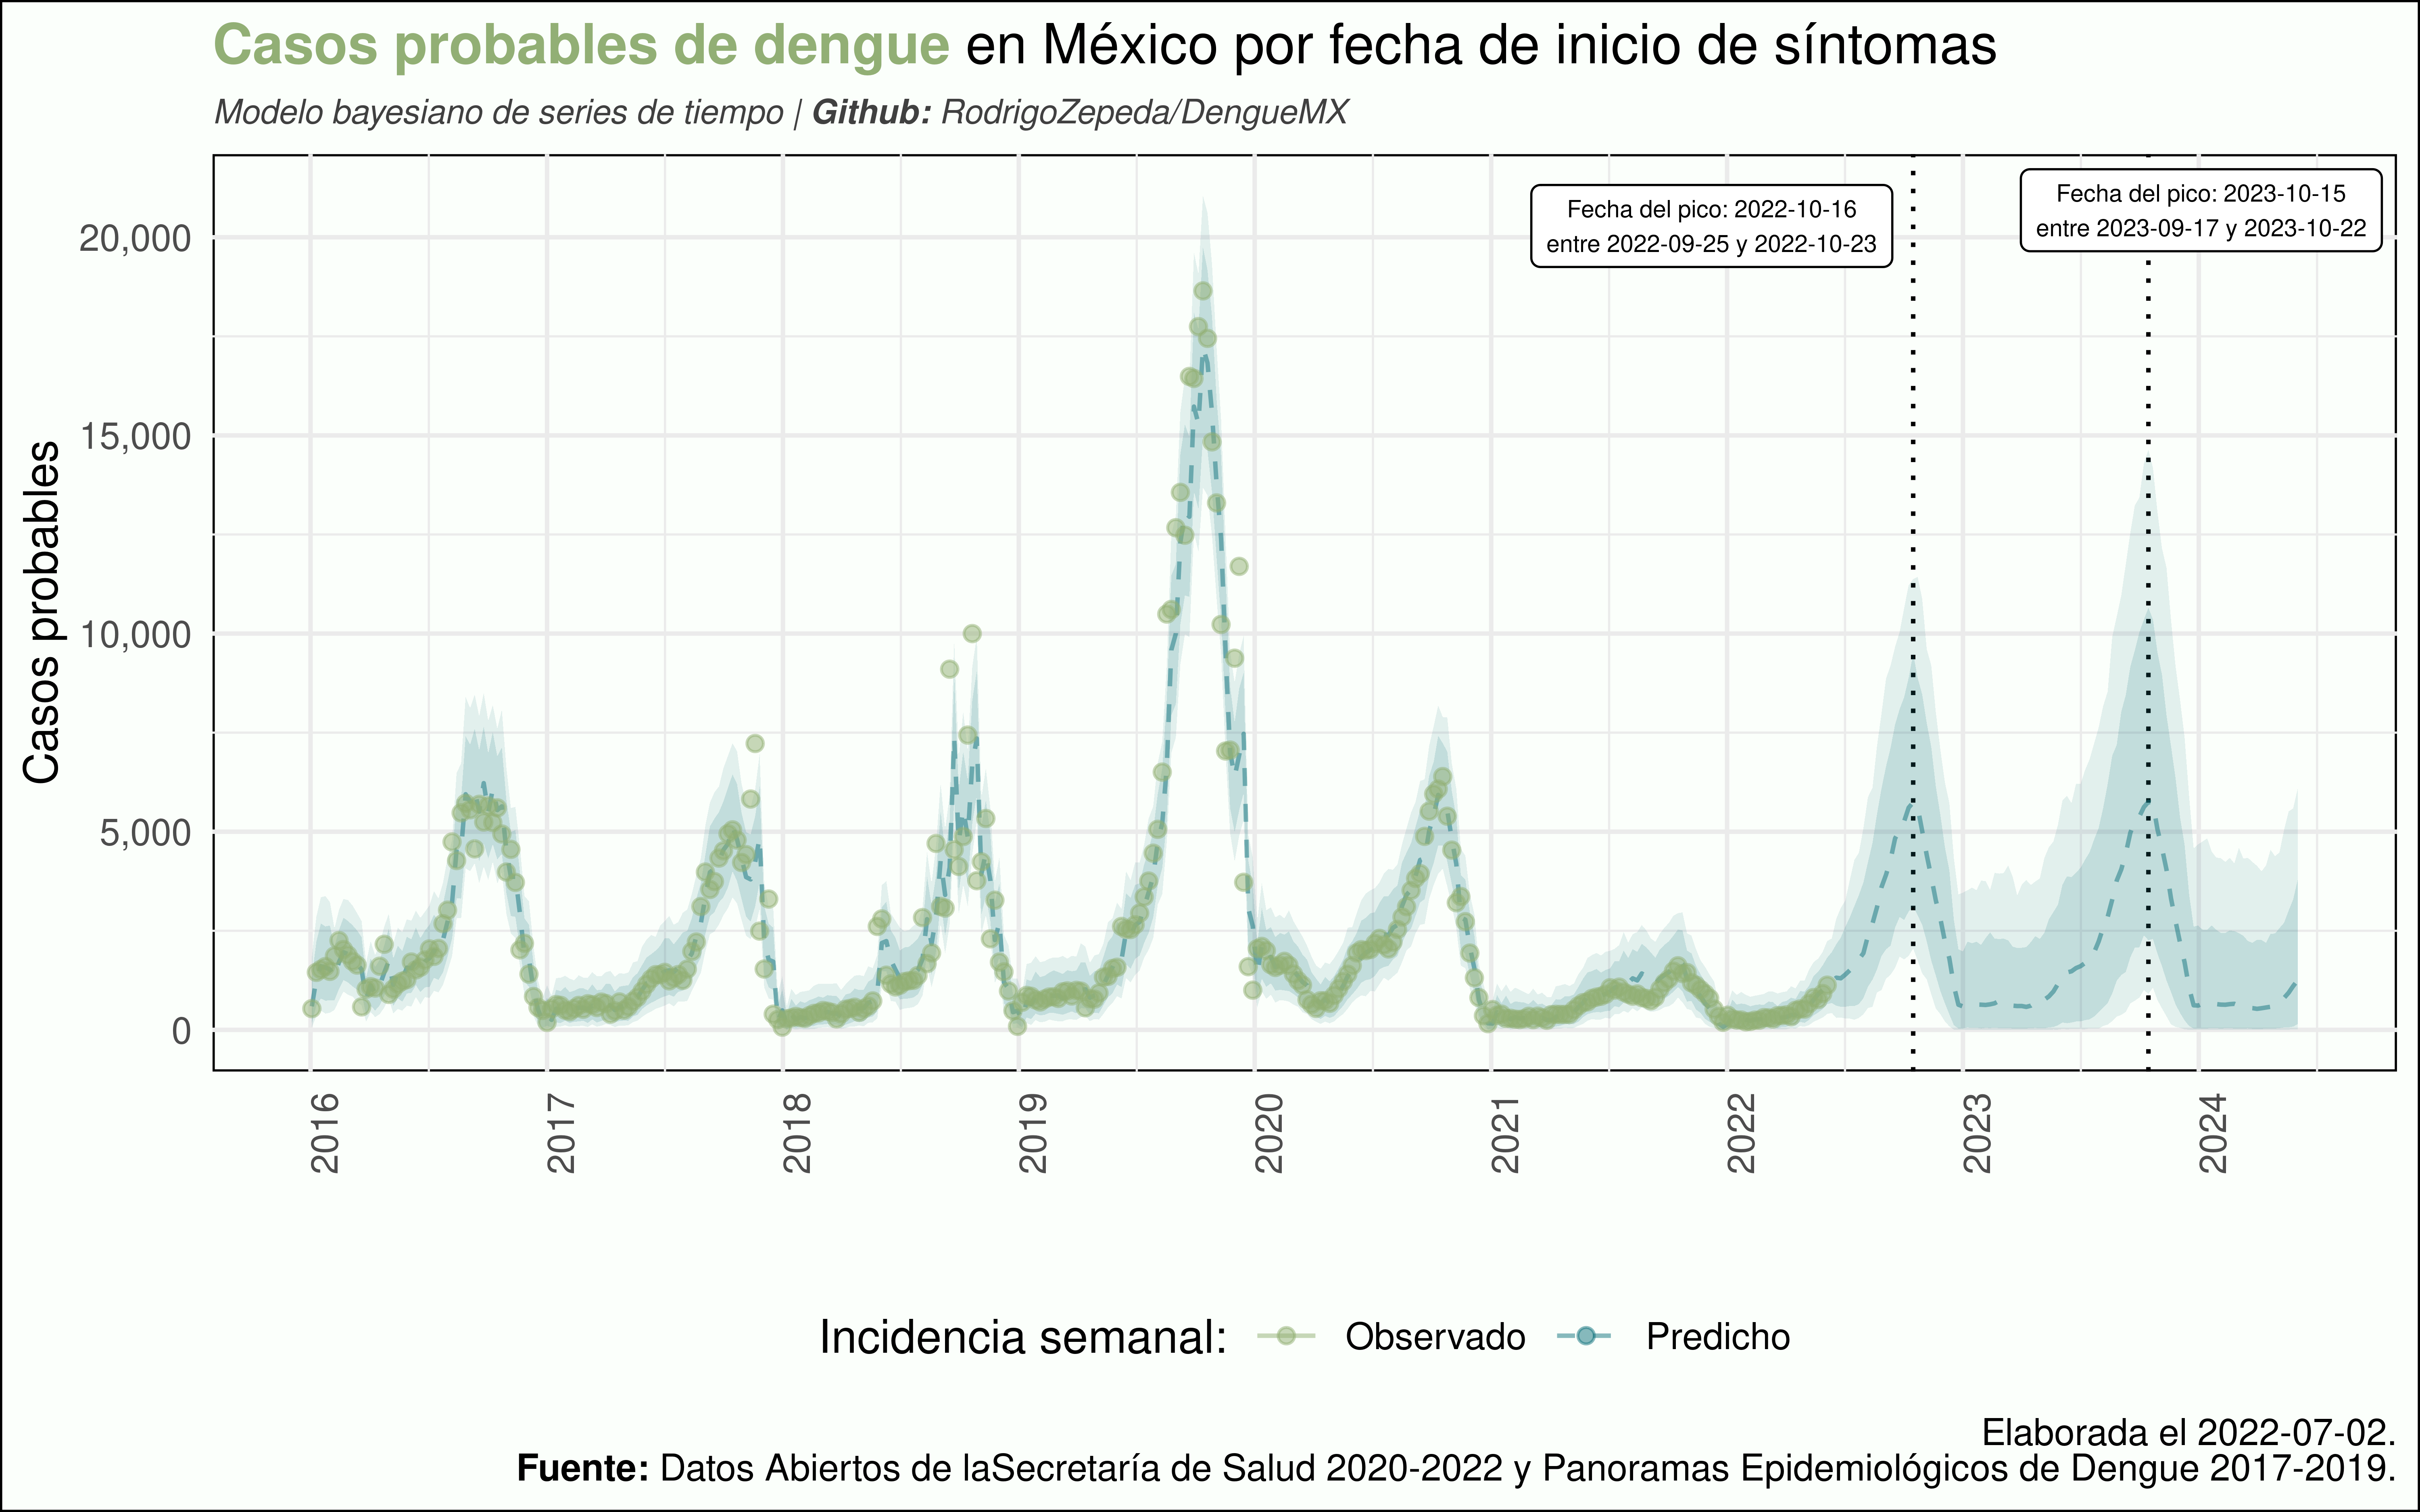 Casos probables de dengue en México por fecha de inicio de síntomas
Modelo bayesiano de series de tiempo | Github: RodrigoZepeda/DengueMX
Fecha del pico: 2022-10-16
entre 2022-09-25 y 2022-10-23
Fecha del pico: 2023-10-15
entre 2023-09-17 y 2023-10-22
Casos probables
20,000
15,000
10,000
5,000
0
2016
2017
2018
2019
2020
2021
2022
2023
2024
Incidencia semanal:
Observado
Predicho
Elaborada el 2022-07-02.
Fuente: Datos Abiertos de laSecretaría de Salud 2020-2022 y Panoramas Epidemiológicos de Dengue 2017-2019.